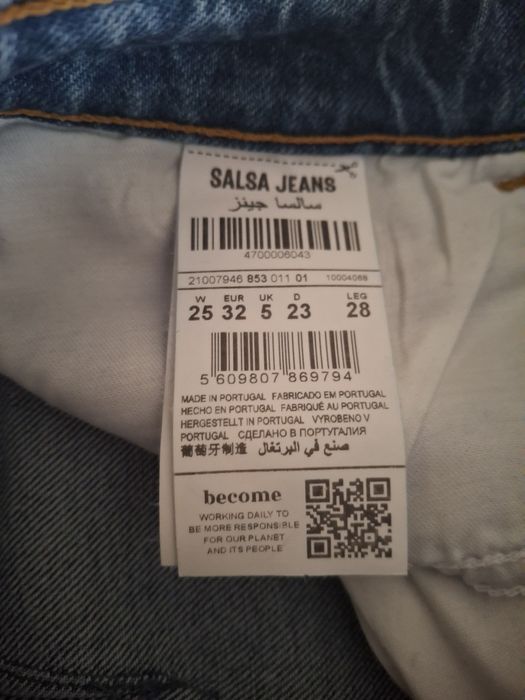 SALSA JEANS
سالسا جينز
4700006043
21007946 853 011 01 10004068
W EUR UK D LEG
25 32 5 23 28
5 609807 869794
MADE IN PORTUGAL FABRICADO EM PORTUGAL
HECHO EN PORTUGAL FABRIQUÉ AU PORTUGAL
HERGESTELLT IN PORTUGAL VYROBENO V
PORTUGAL СДЕЛАНО В ПОРТУГАЛИЯ
葡萄牙制造 صنع في البرتغال
become
WORKING DAILY TO
BE MORE RESPONSIBLE
FOR OUR PLANET
AND ITS PEOPLE